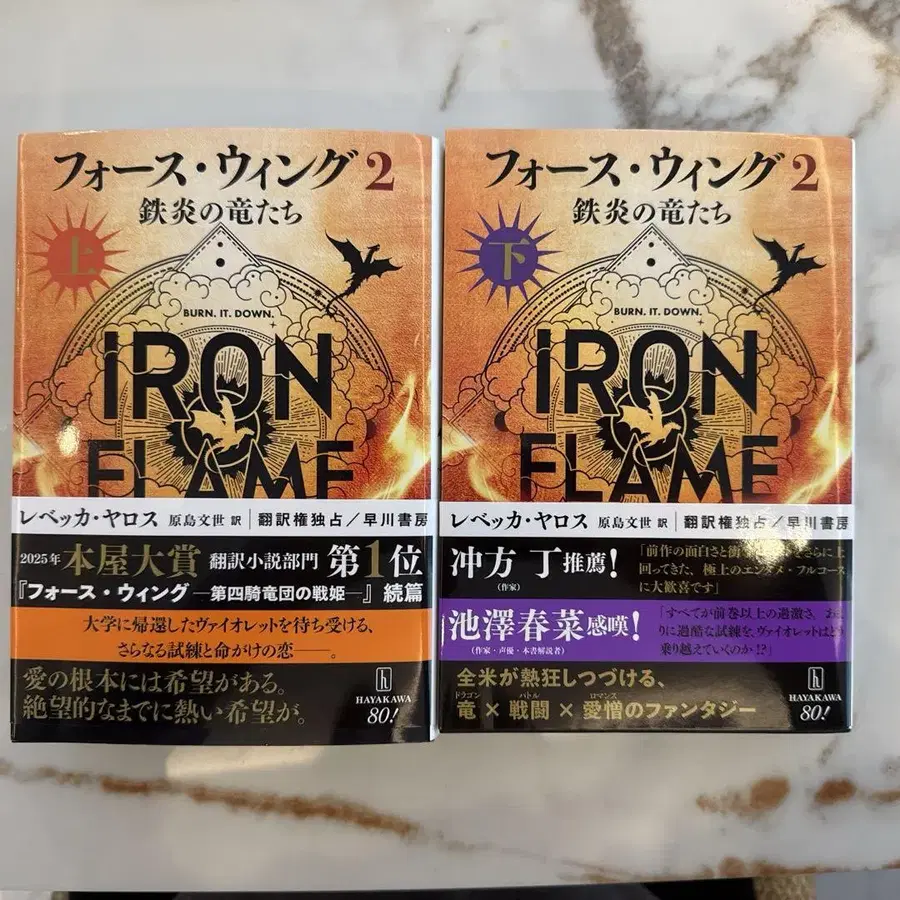 フォース・ウィング2
鉄炎の竜たち
上
BURN. IT. DOWN.
IRON
FLAME
レベッカ・ヤロス 原島文世 訳 翻訳権独占/早川書房
2025年 本屋大賞 翻訳小説部門 第1位
『フォース・ウィング ―第四騎竜団の戦姫―』続篇
大学に帰還したヴァイオレットを待ち受ける、
さらなる試練と命がけの恋――。
愛の根本には希望がある。
絶望的なまでに熱い希望が。
h
HAYAKAWA
80!
フォース・ウィング2
鉄炎の竜たち
下
BURN. IT. DOWN.
IRON
FLAME
レベッカ・ヤロス 原島文世 訳 翻訳権独占/早川書房
冲方 丁推薦!
(作家)
「前作の面白さと衝 さらに上
回ってきた、極上のエンタメ・フルコース
に大歓喜です」
池澤春菜感嘆!
(作家・声優・本書解説者)
「すべてが前巻以上の過激さ、
りに過酷な試練を、ヴァイオレットはどう
乗り越えていくのか!?」
全米が熱狂しつづける、
ドラゴン バトル ロマンス
竜×戦闘×愛憎のファンタジー
h
HAYAKAWA
80!